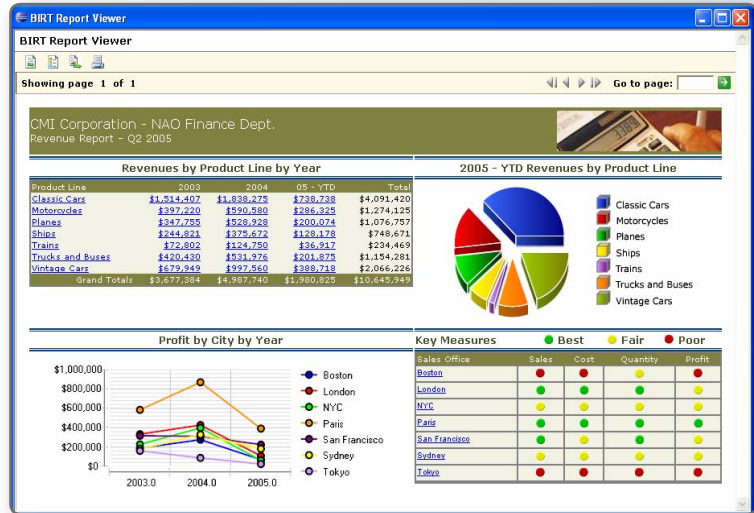 BIRT Report Viewer
BIRT Report Viewer
Showing page 1 of 1
Go to page:
CMI Corporation - NAO Finance Dept.
Revenue Report - Q2 2005
Revenues by Product Line by Year
Product Line 2003 2004 05 - YTD Total
Classic Cars $1,514,407 $1,838,275 $738,738 $4,091,420
Motorcycles $397,220 $590,580 $286,325 $1,274,125
Planes $347,755 $528,928 $200,074 $1,076,757
Ships $244,821 $375,672 $128,178 $748,671
Trains $72,802 $124,750 $36,917 $234,469
Trucks and Buses $420,430 $531,976 $201,875 $1,154,281
Vintage Cars $679,949 $997,560 $388,718 $2,066,226
Grand Totals $3,677,384 $4,987,740 $1,980,825 $10,645,949
2005 - YTD Revenues by Product Line
Classic Cars
Motorcycles
Planes
Ships
Trains
Trucks and Buses
Vintage Cars
Profit by City by Year
$1,000,000
$800,000
$600,000
$400,000
$200,000
$0
2003.0 2004.0 2005.0
Boston
London
NYC
Paris
San Francisco
Sydney
Tokyo
Key Measures Best Fair Poor
Sales Office Sales Cost Quantity Profit
Boston
London
NYC
Paris
San Francisco
Sydney
Tokyo